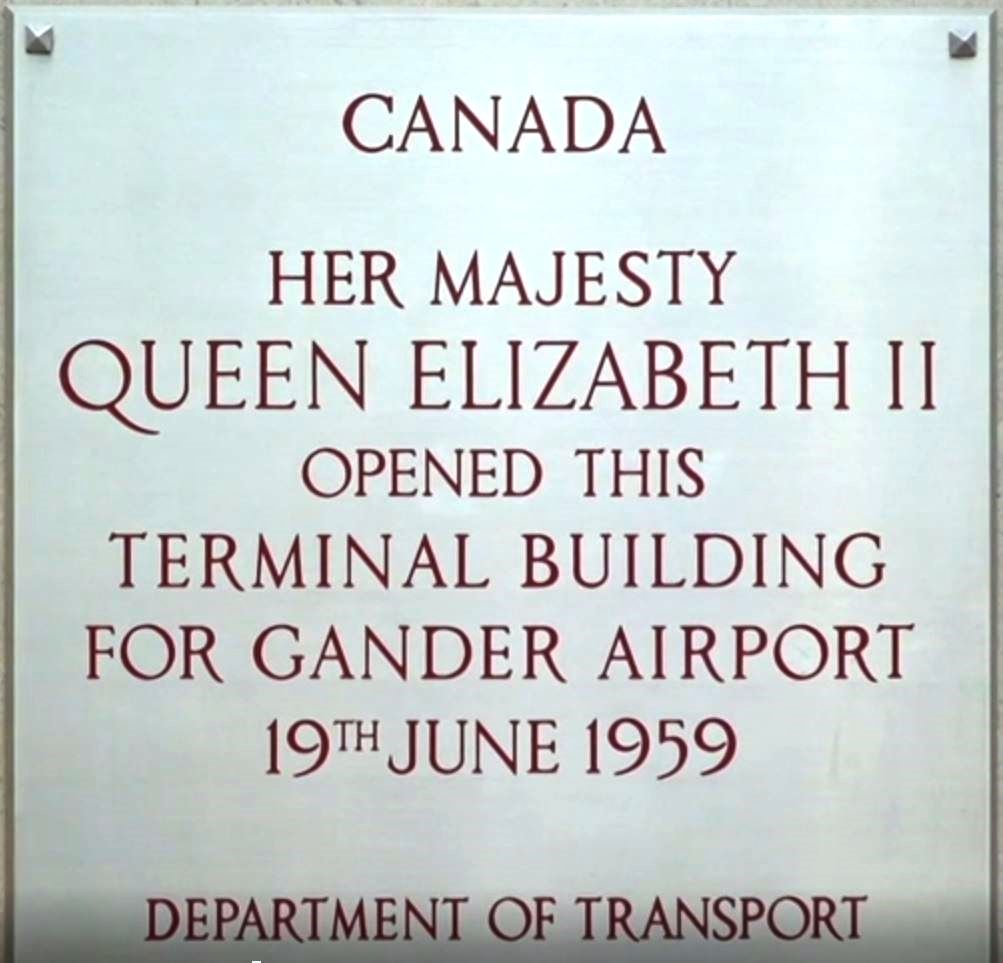 CANADA
HER MAJESTY
QUEEN ELIZABETH II
OPENED THIS
TERMINAL BUILDING
FOR GANDER AIRPORT
19TH JUNE 1959
DEPARTMENT OF TRANSPORT